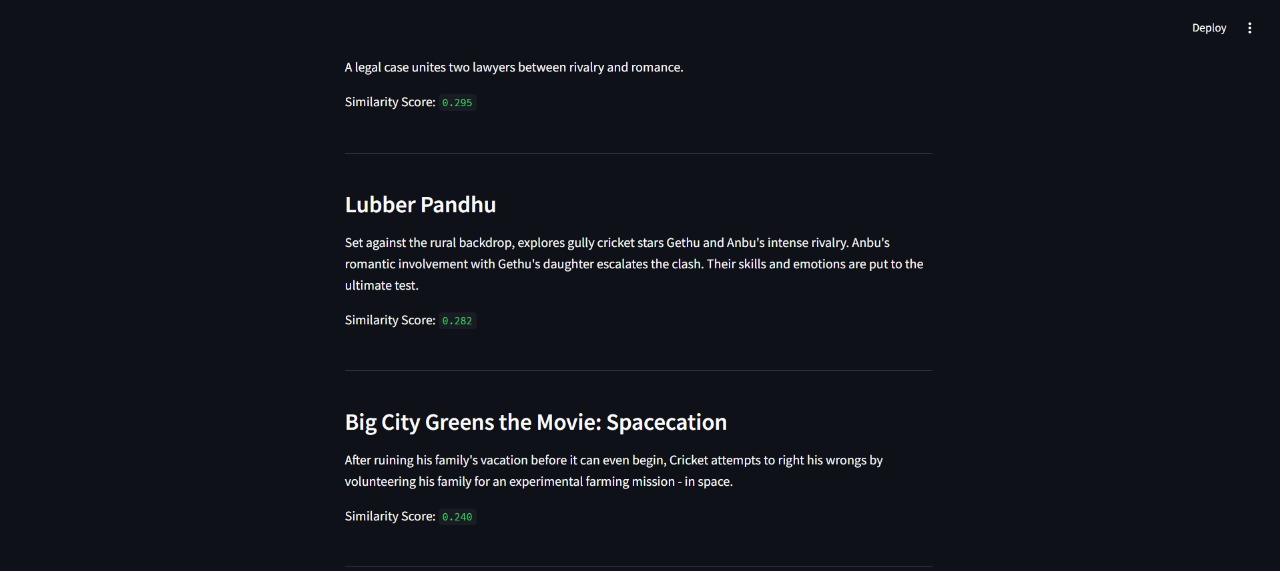 Deploy
A legal case unites two lawyers between rivalry and romance.
Similarity Score: 0.295
Lubber Pandhu
Set against the rural backdrop, explores gully cricket stars Gethu and Anbu's intense rivalry. Anbu's
romantic involvement with Gethu's daughter escalates the clash. Their skills and emotions are put to the
ultimate test.
Similarity Score: 0.282
Big City Greens the Movie: Spacecation
After ruining his family's vacation before it can even begin, Cricket attempts to right his wrongs by
volunteering his family for an experimental farming mission - in space.
Similarity Score: 0.240